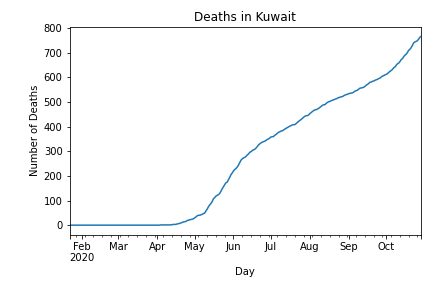 Deaths in Kuwait
800
700
600
500
400
300
200
100
0
Number of Deaths
Feb Mar Apr May Jun Jul Aug Sep Oct
2020
Day